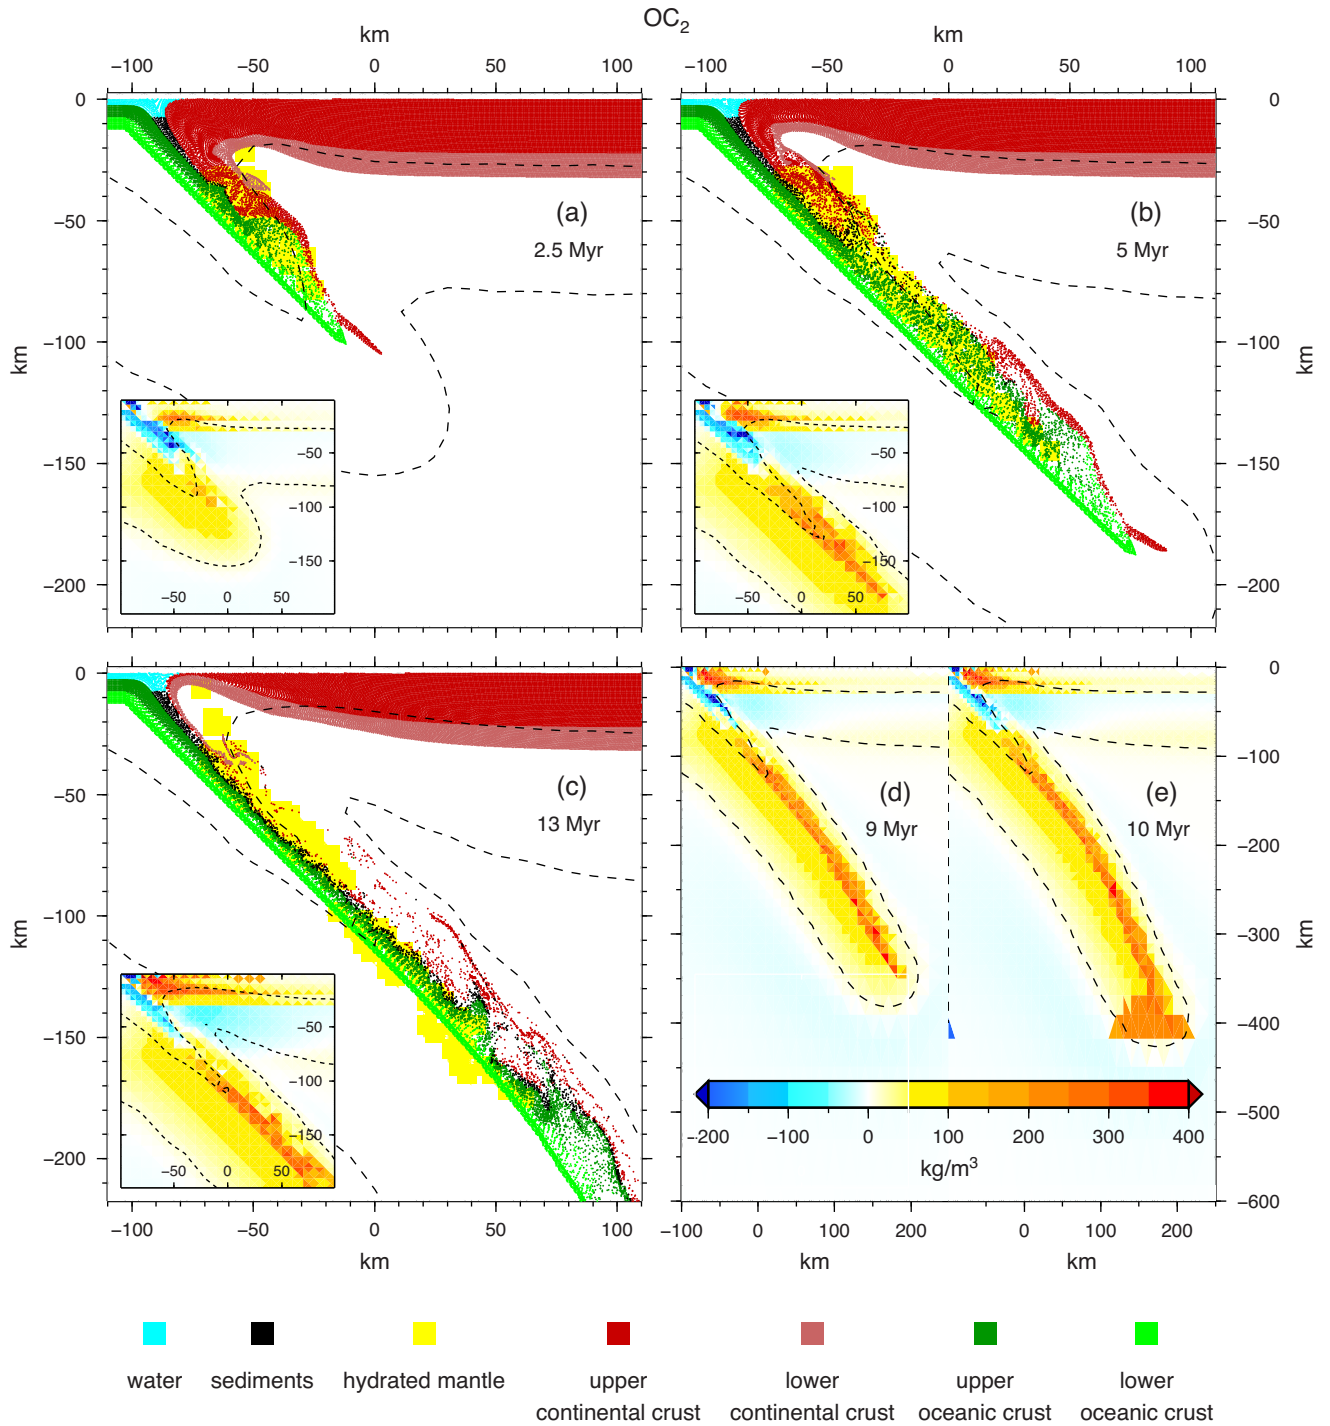 OC2
km km
−100 −50 0 50 100 −100 −50 0 50 100
0 0
−50 (a) (b) −50
2.5 Myr 5 Myr
km −100 −100 km
−150 −150
−200 −200
−50
−100
−150
−50 0 50
−50
−100
−150
−50 0 50
0 0
−50 (c) −100
13 Myr (d) (e)
9 Myr 10 Myr
−200
km −100 −300 km
−400
−150
−200 −500
−600
−50
−100
−150
−50 0 50
−200 −100 0 100 200 300 400
kg/m3
−100 −50 0 50 100 −100 0 100 200 0 100 200
km km km
water sediments hydrated mantle upper lower upper lower
continental crust continental crust oceanic crust oceanic crust